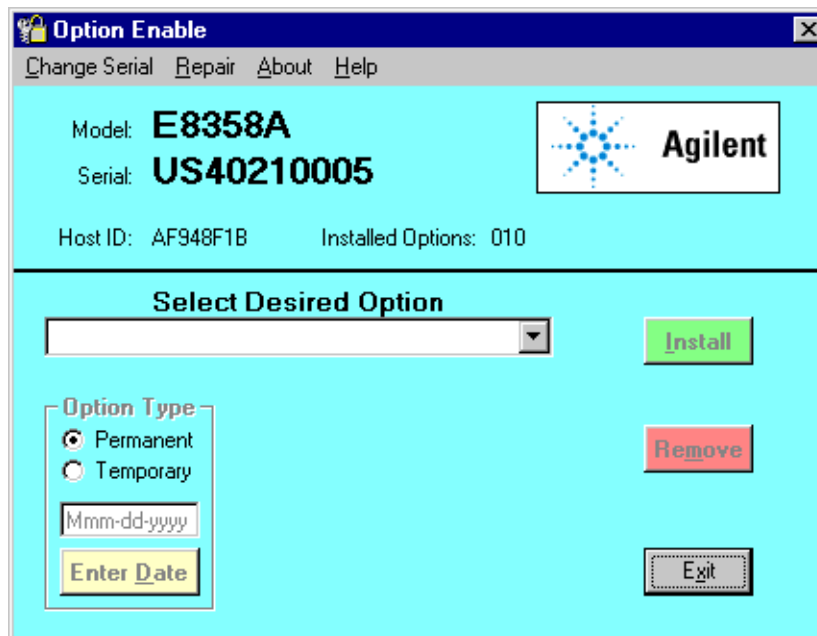 Option Enable
Change Serial Repair About Help
Model: E8358A
Agilent
Serial: US40210005
Host ID: AF948F1B Installed Options: 010
Select Desired Option
Install
Option Type
Permanent
Remove
Temporary
Mmm-dd-yyyy
Enter Date
Exit